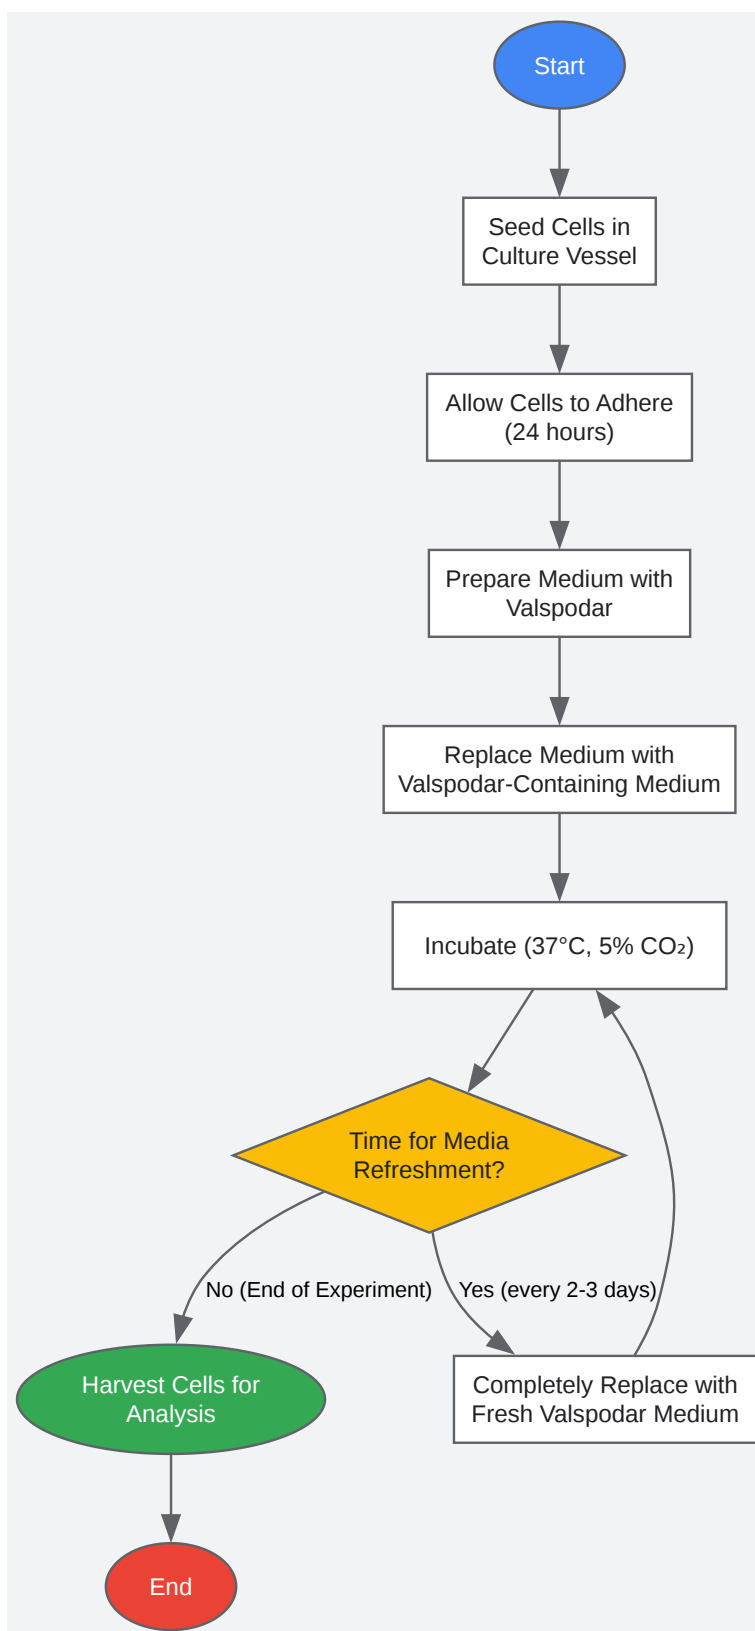 Start
Seed Cells in
Culture Vessel
Allow Cells to Adhere
(24 hours)
Prepare Medium with
Valspodar
Replace Medium with
Valspodar-Containing Medium
Incubate (37°C, 5% CO₂)
Time for Media
Refreshment?
No (End of Experiment)
Yes (every 2-3 days)
Harvest Cells for
Analysis
Completely Replace with
Fresh Valspodar Medium
End